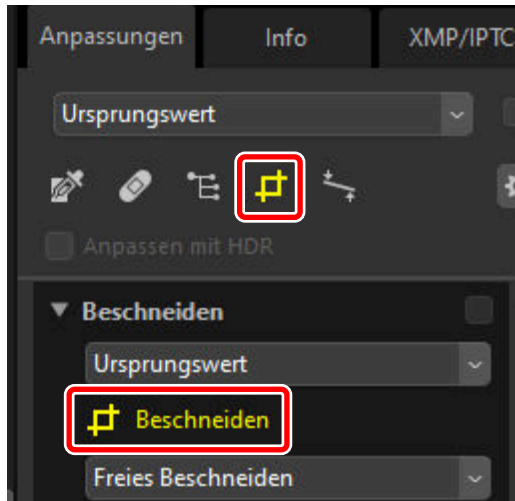 Anpassungen Info XMP/IPTC
Ursprungswert
Anpassen mit HDR
Beschneiden
Ursprungswert
Beschneiden
Freies Beschneiden